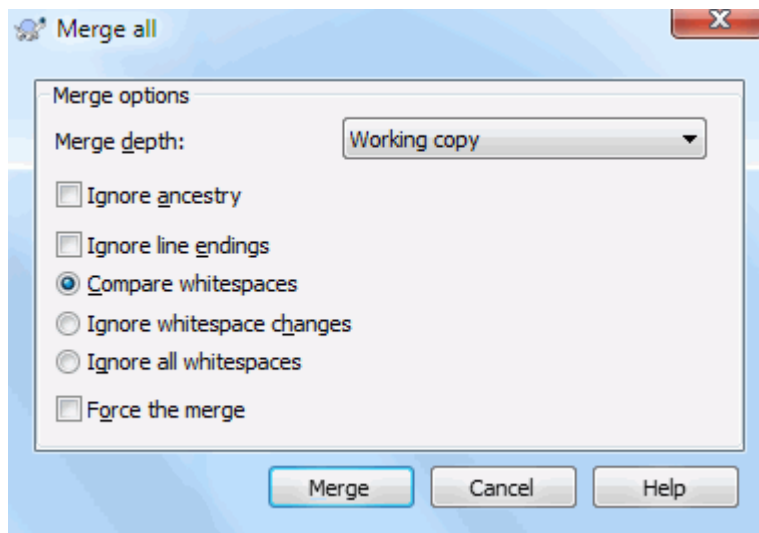 Merge all
X
Merge options
Merge depth: Working copy
Ignore ancestry
Ignore line endings
Compare whitespaces
Ignore whitespace changes
Ignore all whitespaces
Force the merge
Merge Cancel Help